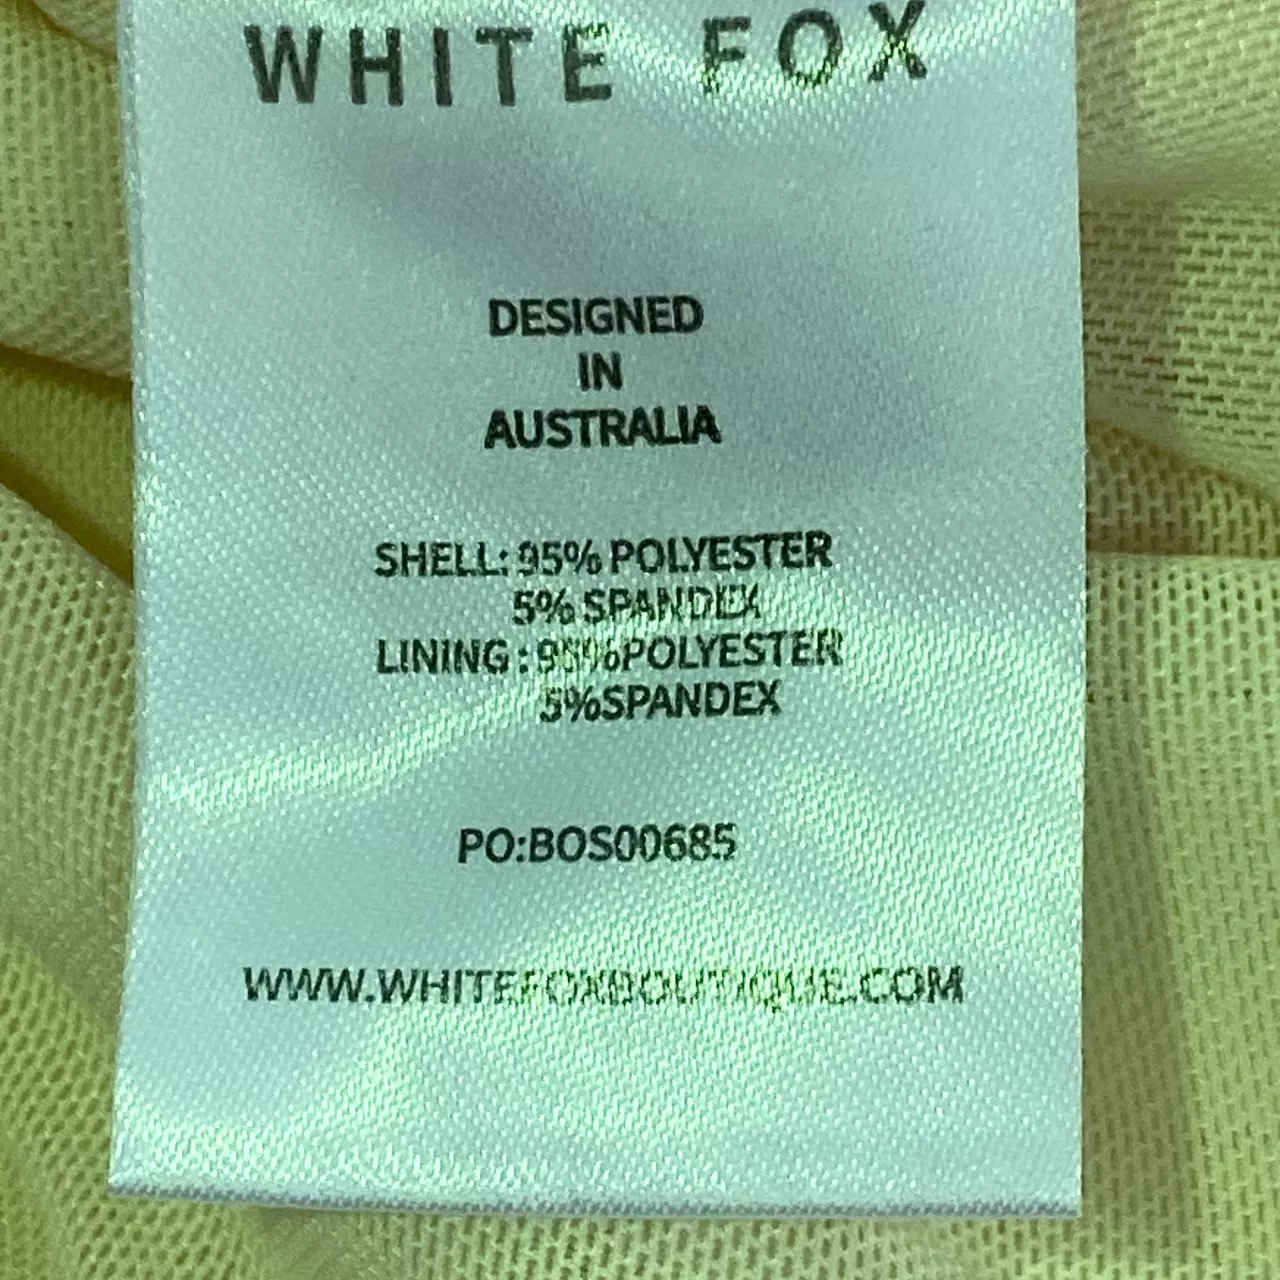 WHITE FOX
DESIGNED
IN
AUSTRALIA
SHELL: 95% POLYESTER
5% SPANDEX
LINING : 95%POLYESTER
5%SPANDEX
PO:BOS00685
WWW.WHITEFOXBOUTIQUE.COM